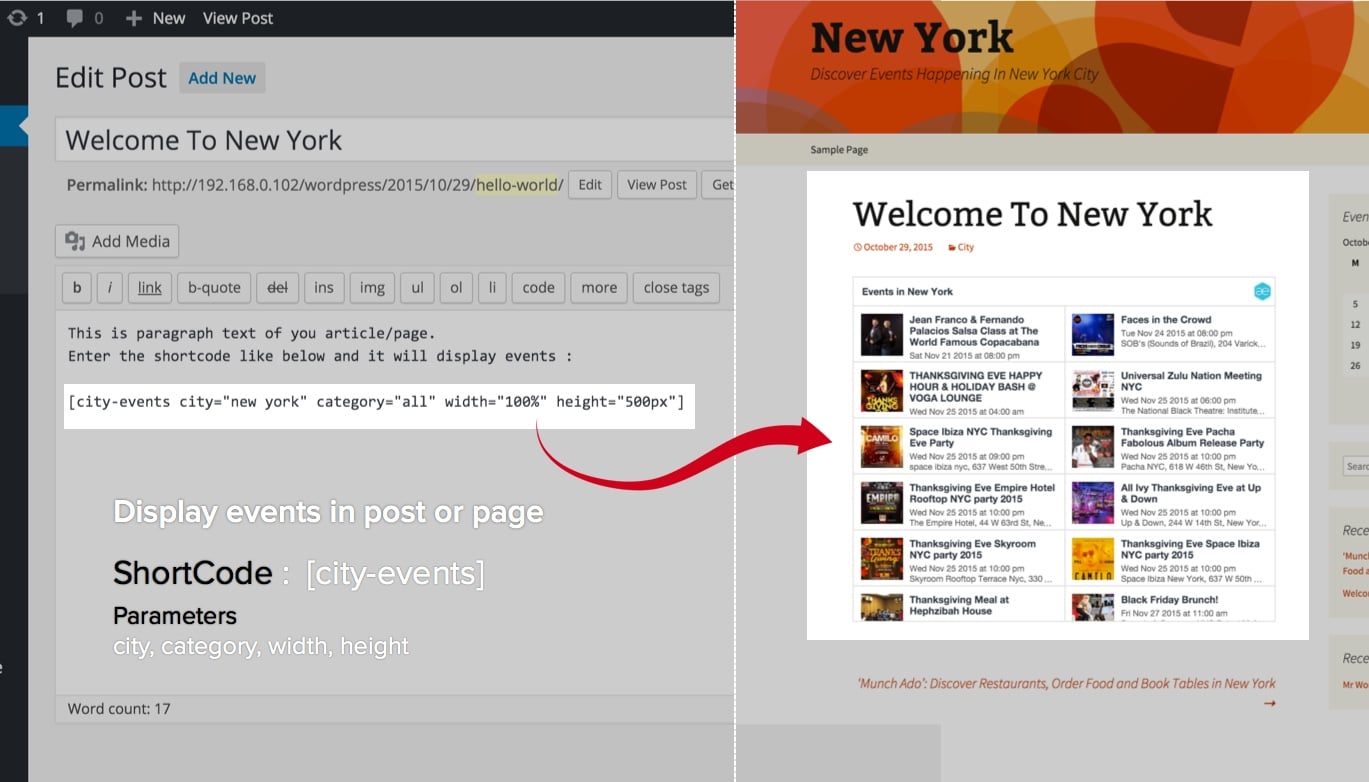 1 0 New View Post
Edit Post Add New
Welcome To New York
Permalink: http://192.168.0.102/wordpress/2015/10/29/hello-world/ Edit View Post Get
Add Media
b i link b-quote del ins img ul ol li code more close tags
This is paragraph text of you article/page.
Enter the shortcode like below and it will display events :
[city-events city="new york" category="all" width="100%" height="500px"]
Display events in post or page
ShortCode : [city-events]
Parameters
city, category, width, height
Word count: 17
New York
Discover Events Happening In New York City
Sample Page
Welcome To New York
October 29, 2015 City
Events in New York
Jean Franco & Fernando
Palacios Salsa Class at The
World Famous Copacabana
Sat Nov 21 2015 at 08:00 pm
Faces in the Crowd
Tue Nov 24 2015 at 08:00 pm
SOB's (Sounds of Brazil), 204 Varick...
THANKSGIVING EVE HAPPY
HOUR & HOLIDAY BASH @
VOGA LOUNGE
Wed Nov 25 2015 at 04:00 am
Universal Zulu Nation Meeting
NYC
Wed Nov 25 2015 at 06:00 pm
The National Black Theatre: Institute...
Space Ibiza NYC Thanksgiving
Eve Party
Wed Nov 25 2015 at 09:00 pm
space ibiza nyc, 637 West 50th Stre...
Thanksgiving Eve Pacha
Fabolous Album Release Party
Wed Nov 25 2015 at 10:00 pm
Pacha NYC, 618 W 46th St, New Yo...
Thanksgiving Eve Empire Hotel
Rooftop NYC party 2015
Wed Nov 25 2015 at 10:00 pm
The Empire Hotel, 44 W 63rd St, Ne...
All Ivy Thanksgiving Eve at Up
& Down
Wed Nov 25 2015 at 10:00 pm
Up & Down, 244 W 14th St, New Yor...
Thanksgiving Eve Skyroom
NYC party 2015
Wed Nov 25 2015 at 10:00 pm
Skyroom Rooftop Terrace Nyc, 330 ...
Thanksgiving Eve Space Ibiza
NYC party 2015
Wed Nov 25 2015 at 10:00 pm
Space Ibiza New York, 637 W 50th ...
Thanksgiving Meal at
Hephzibah House
Black Friday Brunch!
Fri Nov 27 2015 at 11:00 am
'Munch Ado': Discover Restaurants, Order Food and Book Tables in New York
→
Even
Octobe
M
5
12
19
26
Searc
Rece
'Munch
Food a
Welcor
Rece
Mr Wo